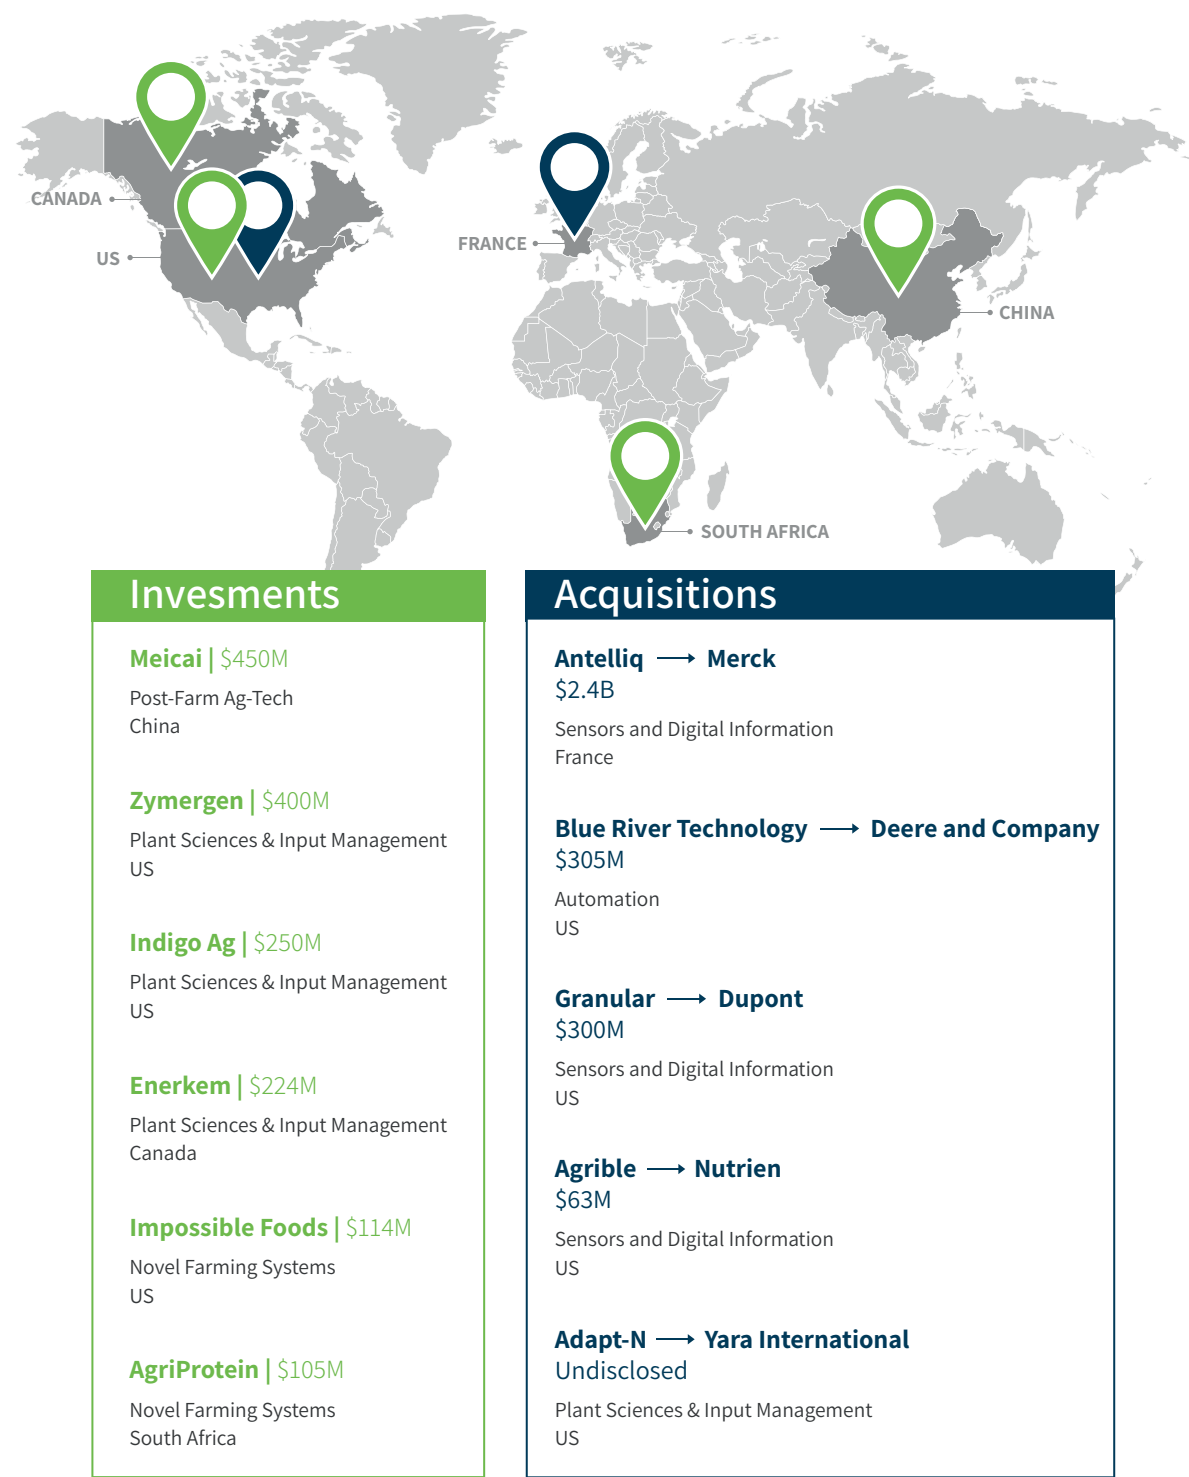 CANADA
US
FRANCE
CHINA
SOUTH AFRICA
Invesments
Meicai | $450M
Post-Farm Ag-Tech
China
Zymergen | $400M
Plant Sciences & Input Management
US
Indigo Ag | $250M
Plant Sciences & Input Management
US
Enerkem | $224M
Plant Sciences & Input Management
Canada
Impossible Foods | $114M
Novel Farming Systems
US
AgriProtein | $105M
Novel Farming Systems
South Africa
Acquisitions
Antelliq → Merck
$2.4B
Sensors and Digital Information
France
Blue River Technology → Deere and Company
$305M
Automation
US
Granular → Dupont
$300M
Sensors and Digital Information
US
Agrible → Nutrien
$63M
Sensors and Digital Information
US
Adapt-N → Yara International
Undisclosed
Plant Sciences & Input Management
US